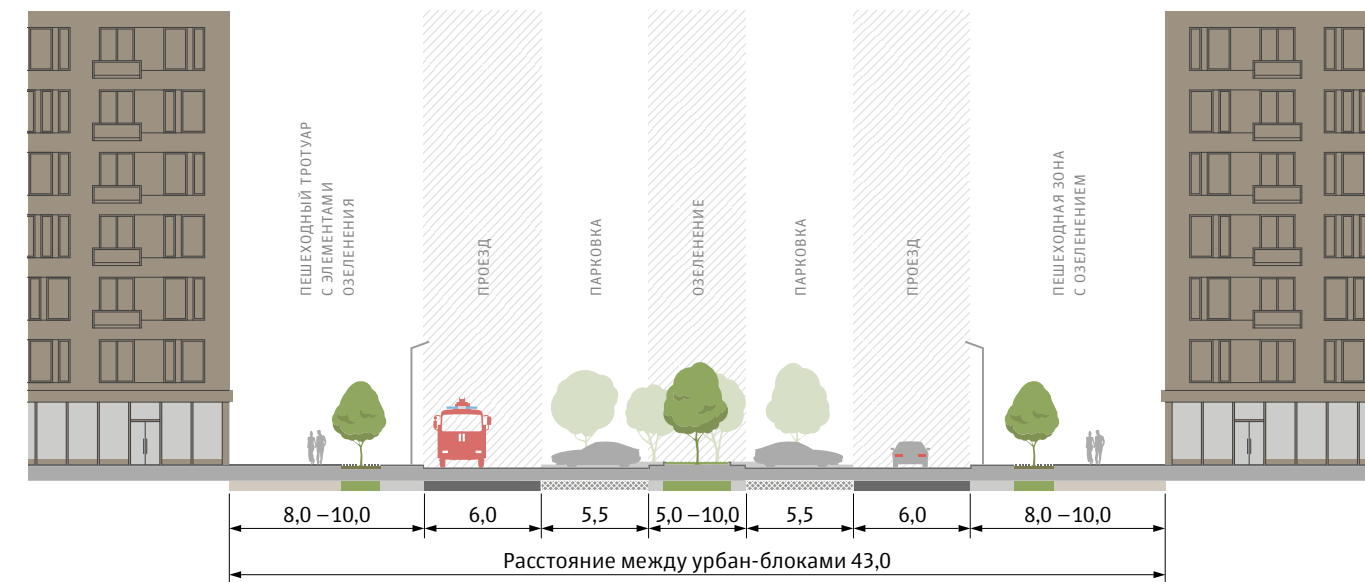 ПЕШЕХОДНЫЙ ТРОТУАР
С ЭЛЕМЕНТАМИ
ОЗЕЛЕНЕНИЯ
ПРОЕЗД
ПАРКОВКА
ОЗЕЛЕНЕНИЕ
ПАРКОВКА
ПРОЕЗД
ПЕШЕХОДНАЯ ЗОНА
С ОЗЕЛЕНЕНИЕМ
8,0 –10,0
6,0
5,5
5,0 –10,0
5,5
6,0
8,0 –10,0
Расстояние между урбан-блоками 43,0